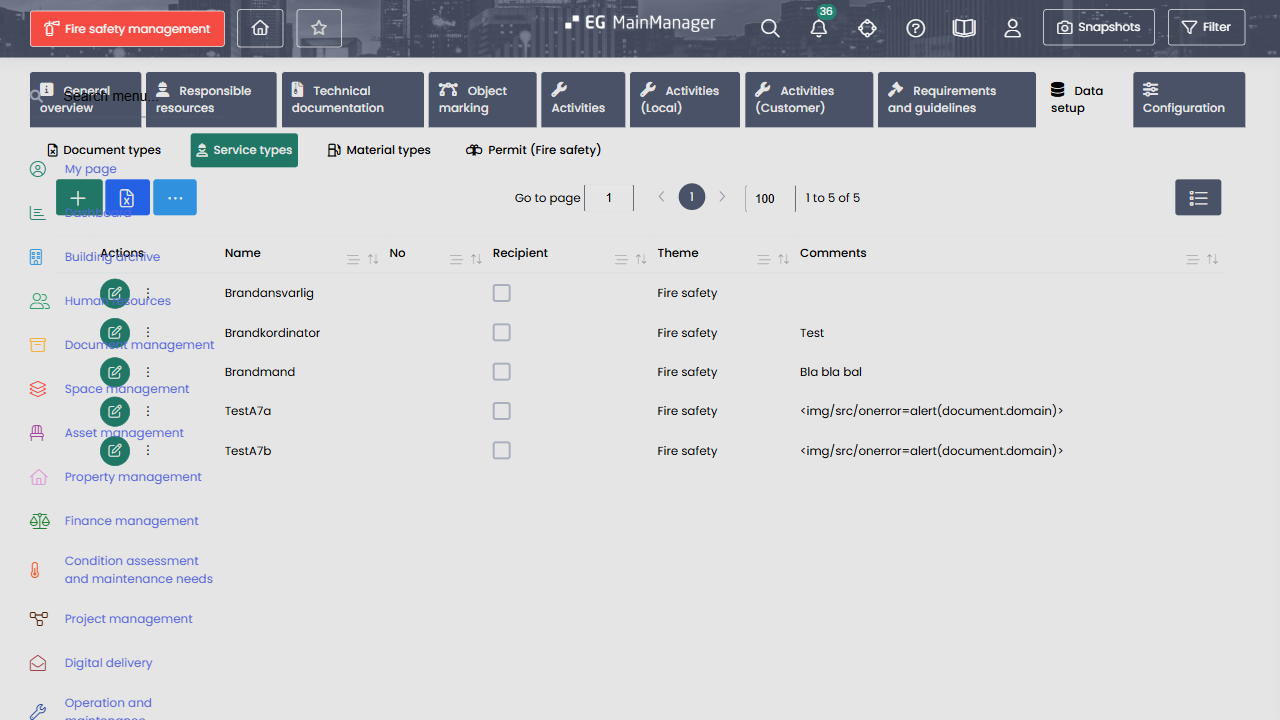 Fire safety management
EG MainManager
36
Snapshots
Filter
General overview
Responsible resources
Technical documentation
Object marking
Activities
Activities (Local)
Activities (Customer)
Requirements and guidelines
Data setup
Configuration
Search menu...
Document types
Service types
Material types
Permit (Fire safety)
My page
Go to page 1
1
100
1 to 5 of 5
Dashboard
Actions Name No Recipient Theme Comments
Building archive
Brandansvarlig Fire safety
Human resources
Brandkordinator Fire safety Test
Document management
Brandmand Fire safety Bla bla bal
Space management
TestA7a Fire safety <img/src/onerror=alert(document.domain)>
Asset management
TestA7b Fire safety <img/src/onerror=alert(document.domain)>
Property management
Finance management
Condition assessment
and maintenance needs
Project management
Digital delivery
Operation and
maintenance